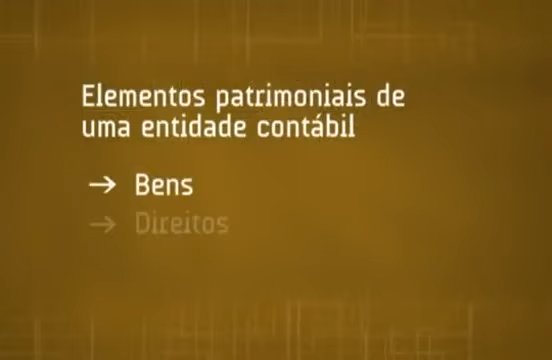 Elementos patrimoniais de
uma entidade contábil
→ Bens
→ Direitos